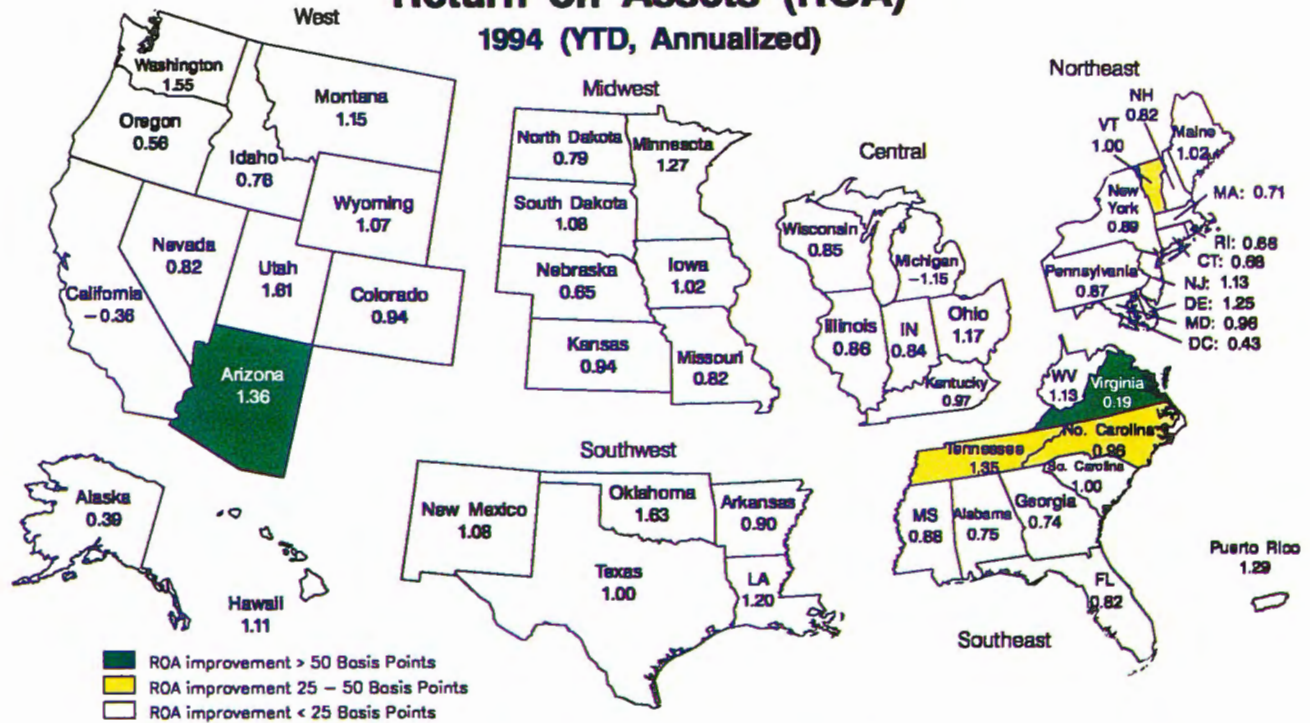 Return on Assets (ROA)
1994 (YTD, Annualized)
West
Washington
1.55
Oregon
0.56
Montana
1.15
Idaho
0.78
Wyoming
1.07
Nevada
0.82
Utah
1.61
Colorado
0.94
California
-0.36
Arizona
1.36
Alaska
0.39
Hawaii
1.11
Midwest
North Dakota
0.79
Minnesota
1.27
South Dakota
1.08
Nebraska
0.65
Iowa
1.02
Kansas
0.94
Missouri
0.82
Central
Wisconsin
0.85
Michigan
-1.15
Illinois
0.86
IN
0.84
Ohio
1.17
Kentucky
0.97
Northeast
NH
0.82
VT
1.00
Maine
1.02
New
York
0.89
MA: 0.71
RI: 0.68
CT: 0.68
Pennsylvania
0.87
NJ: 1.13
DE: 1.25
MD: 0.96
DC: 0.43
Southwest
New Mexico
1.08
Oklahoma
1.63
Arkansas
0.90
Texas
1.00
LA
1.20
WV
1.13
Virginia
0.19
No. Carolina
0.96
Tennessee
1.35
So. Carolina
1.00
MS
0.88
Alabama
0.75
Georgia
0.74
FL
0.82
Southeast
Puerto Rico
1.29
ROA improvement > 50 Basis Points
ROA improvement 25 - 50 Basis Points
ROA improvement < 25 Basis Points